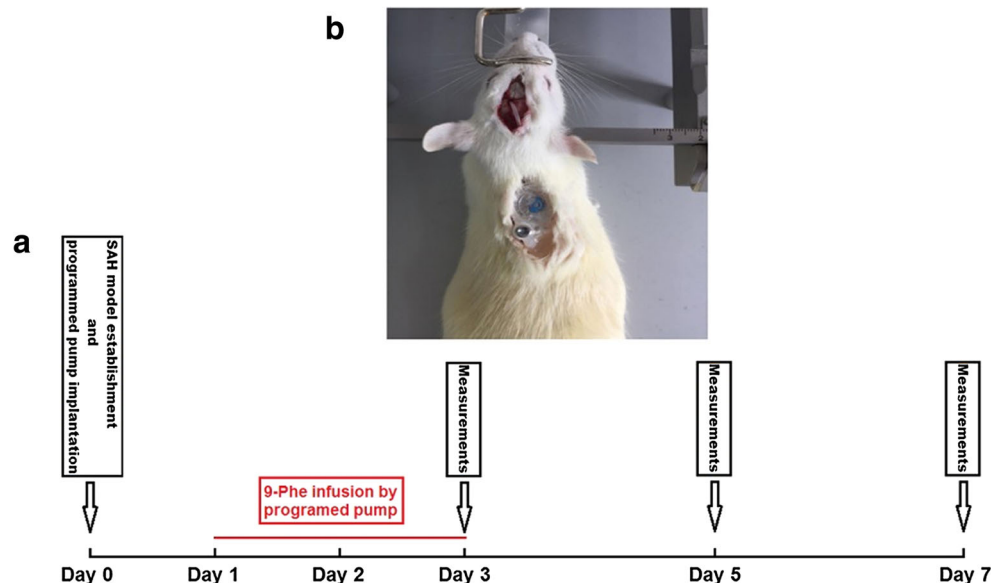 b
a
SAH model establishment
and
programmed pump implantation
Measurements
Measurements
Measurements
9-Phe infusion by
programed pump
Day 0
Day 1
Day 2
Day 3
Day 5
Day 7